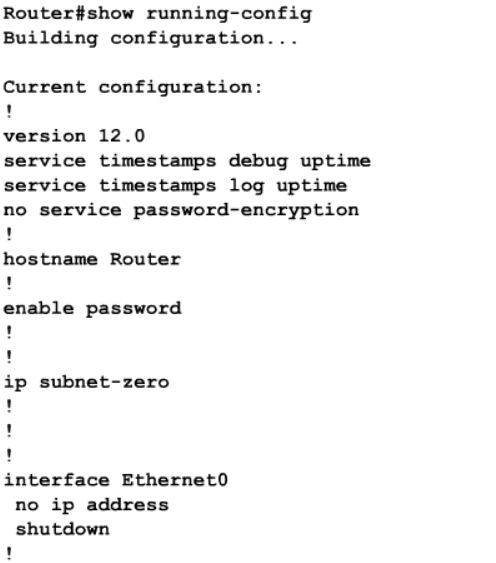 Router#show running-config
Building configuration...
Current configuration:
!
version 12.0
service timestamps debug uptime
service timestamps log uptime
no service password-encryption
!
hostname Router
!
enable password
!
!
ip subnet-zero
!
!
!
interface Ethernet0
no ip address
shutdown
!